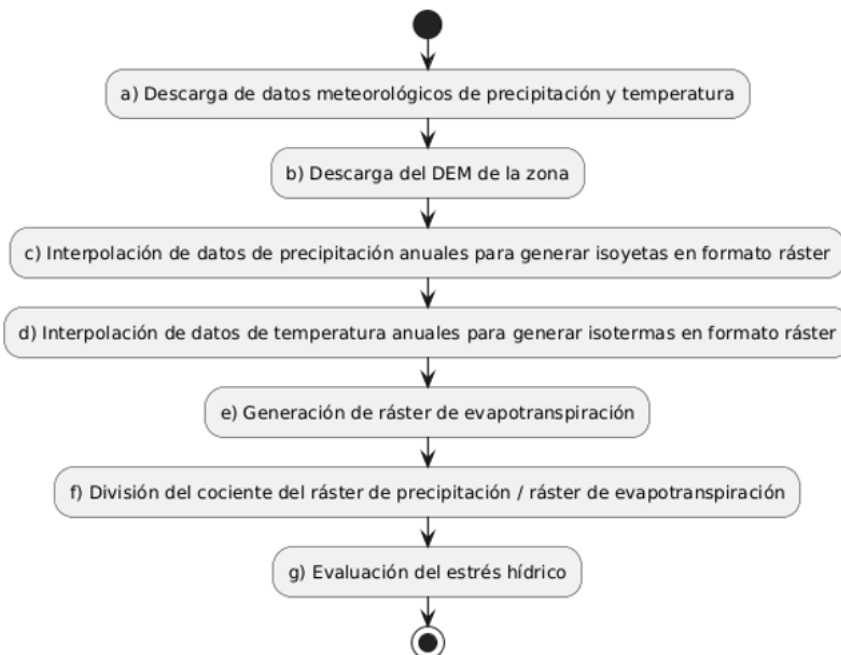 a) Descarga de datos meteorológicos de precipitación y temperatura
b) Descarga del DEM de la zona
c) Interpolación de datos de precipitación anuales para generar isoyetas en formato ráster
d) Interpolación de datos de temperatura anuales para generar isotermas en formato ráster
e) Generación de ráster de evapotranspiración
f) División del cociente del ráster de precipitación / ráster de evapotranspiración
g) Evaluación del estrés hídrico